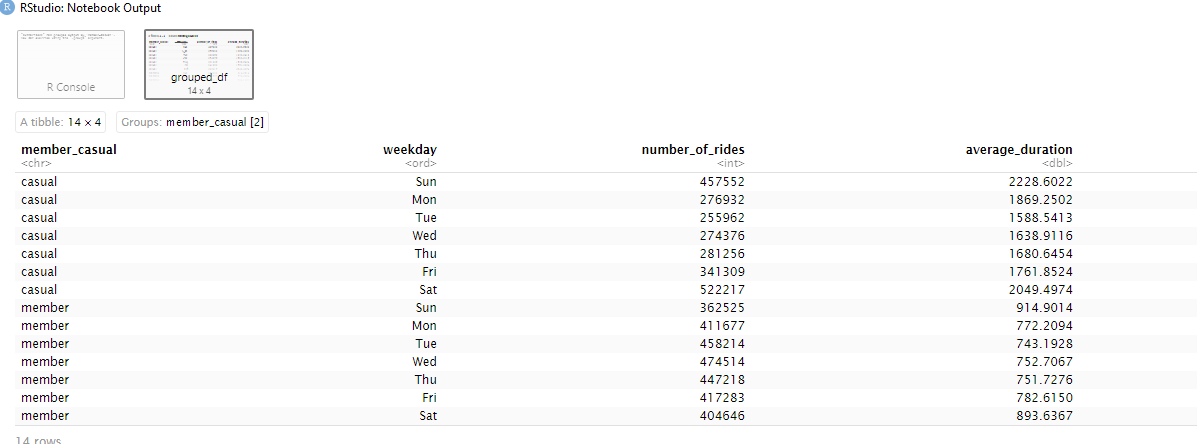 R RStudio: Notebook Output
R Console
grouped_df
14 x 4
A tibble: 14 × 4 Groups: member_casual [2]
member_casual weekday number_of_rides average_duration
<chr> <ord> <int> <dbl>
casual Sun 457552 2228.6022
casual Mon 276932 1869.2502
casual Tue 255962 1588.5413
casual Wed 274376 1638.9116
casual Thu 281256 1680.6454
casual Fri 341309 1761.8524
casual Sat 522217 2049.4974
member Sun 362525 914.9014
member Mon 411677 772.2094
member Tue 458214 743.1928
member Wed 474514 752.7067
member Thu 447218 751.7276
member Fri 417283 782.6150
member Sat 404646 893.6367
14 rows